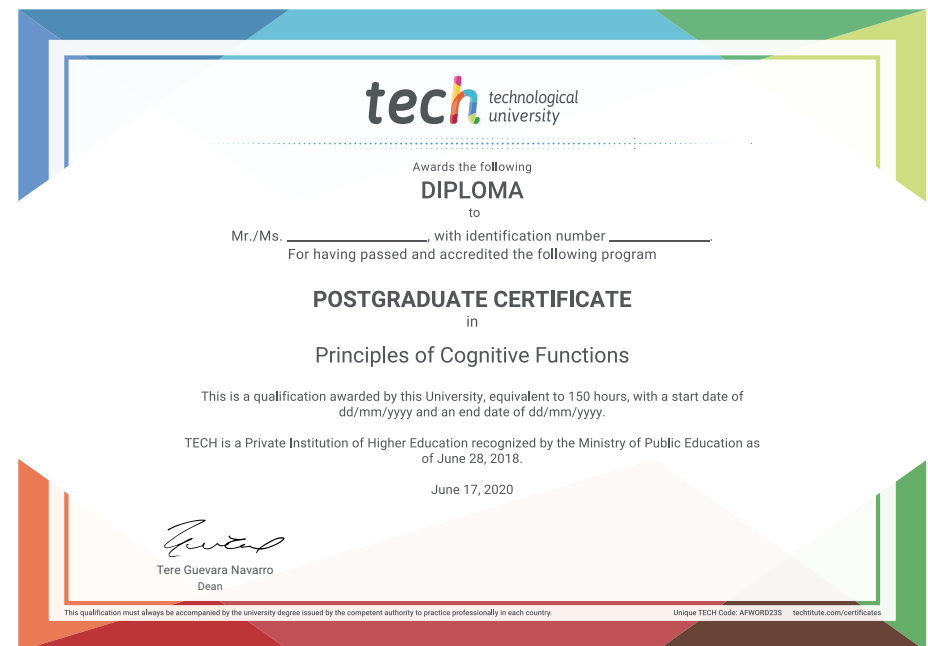 tech technological
university
Awards the following
DIPLOMA
to
Mr./Ms. ____________________, with identification number ______________.
For having passed and accredited the following program
POSTGRADUATE CERTIFICATE
in
Principles of Cognitive Functions
This is a qualification awarded by this University, equivalent to 150 hours, with a start date of
dd/mm/yyyy and an end date of dd/mm/yyyy.
TECH is a Private Institution of Higher Education recognized by the Ministry of Public Education as
of June 28, 2018.
June 17, 2020
Tere Guevara Navarro
Dean
This qualification must always be accompanied by the university degree issued by the competent authority to practice professionally in each country. Unique TECH Code: AFWORD23S techtitute.com/certificates